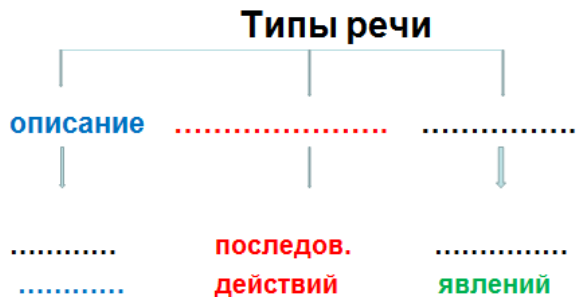 Типы речи
описание ........................ ..................
............ последов. ...............
............ действий явлений